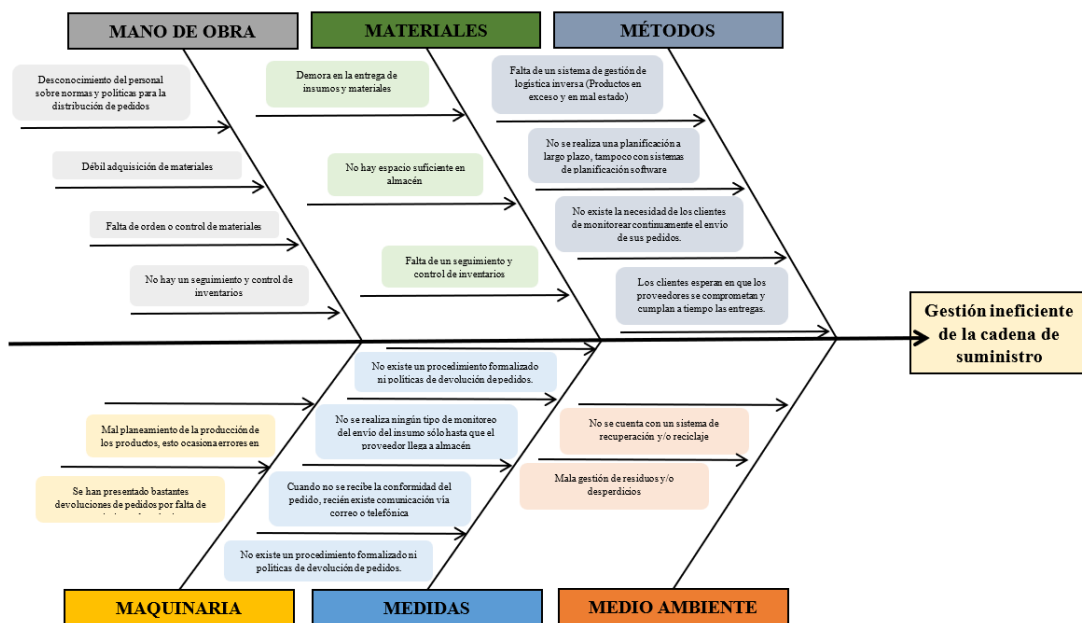 MANO DE OBRA
MATERIALES
MÉTODOS
Desconocimiento del personal
sobre normas y políticas para la
distribución de pedidos
Débil adquisición de materiales
Falta de orden o control de materiales
No hay un seguimiento y control de
inventarios
Demora en la entrega de
insumos y materiales
No hay espacio suficiente en
almacén
Falta de un seguimiento y
control de inventarios
Falta de un sistema de gestión de
logística inversa (Productos en
exceso y en mal estado)
No se realiza una planificación a
largo plazo, tampoco con sistemas
de planificación software
No existe la necesidad de los clientes
de monitorear continuamente el envío
de sus pedidos.
Los clientes esperan en que los
proveedores se comprometan y
cumplan a tiempo las entregas.
Gestión ineficiente
de la cadena de
suministro
Mal planeamiento de la producción
de los productos, esto ocasiona errores en
Se han presentado bastantes
devoluciones de pedidos por falta de
No existe un procedimiento formalizado
ni políticas de devolución de pedidos.
No se realiza ningún tipo de monitoreo
del envío del insumo sólo hasta que el
proveedor llega a almacén
Cuando no se recibe la conformidad del
pedido, recién existe comunicación vía
correo o telefónica
No existe un procedimiento formalizado ni
políticas de devolución de pedidos.
No se cuenta con un sistema de
recuperación y/o reciclaje
Mala gestión de residuos y/o
desperdicios
MAQUINARIA
MEDIDAS
MEDIO AMBIENTE